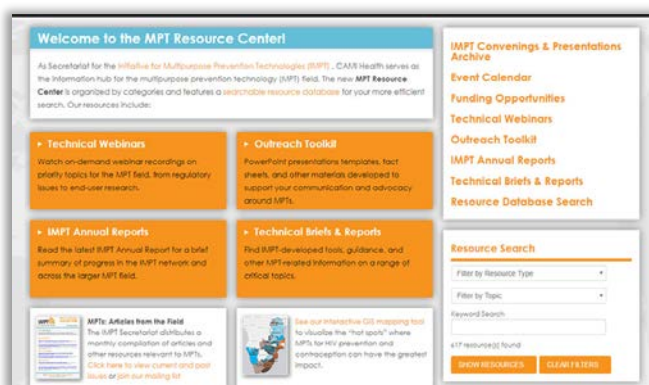 Welcome to the MPT Resource Center!
As Secretariat for the Initiative for Multipurpose Prevention Technologies (IMPT) , CAMI Health serves as
the information hub for the multipurpose prevention technology (MPT) field. The new MPT Resource
Center is organized by categories and features a searchable resource database for your more efficient
search. Our resources include:
▸ Technical Webinars
Watch on-demand webinar recordings on
priority topics for the MPT field, from regulatory
issues to end-user research.
▸ Outreach Toolkit
PowerPoint presentations templates, fact
sheets, and other materials developed to
support your communication and advocacy
around MPTs.
▸ IMPT Annual Reports
Read the latest IMPT Annual Report for a brief
summary of progress in the IMPT network and
across the larger MPT field.
▸ Technical Briefs & Reports
Find IMPT-developed tools, guidance, and
other MPT-related information on a range of
critical topics.
MPTs: Articles from the Field
The IMPT Secretariat distributes a
monthly compilation of articles and
other resources relevant to MPTs.
Click here to view current and past
issues or join our mailing list
See our interactive GIS mapping tool
to visualize the "hot spots" where
MPTs for HIV prevention and
contraception can have the greatest
impact.
IMPT Convenings & Presentations
Archive
Event Calendar
Funding Opportunities
Technical Webinars
Outreach Toolkit
IMPT Annual Reports
Technical Briefs & Reports
Resource Database Search
Resource Search
Filter by Resource Type
Filter by Topic
Keyword Search
617 resource(s) found
SHOW RESOURCES
CLEAR FILTERS